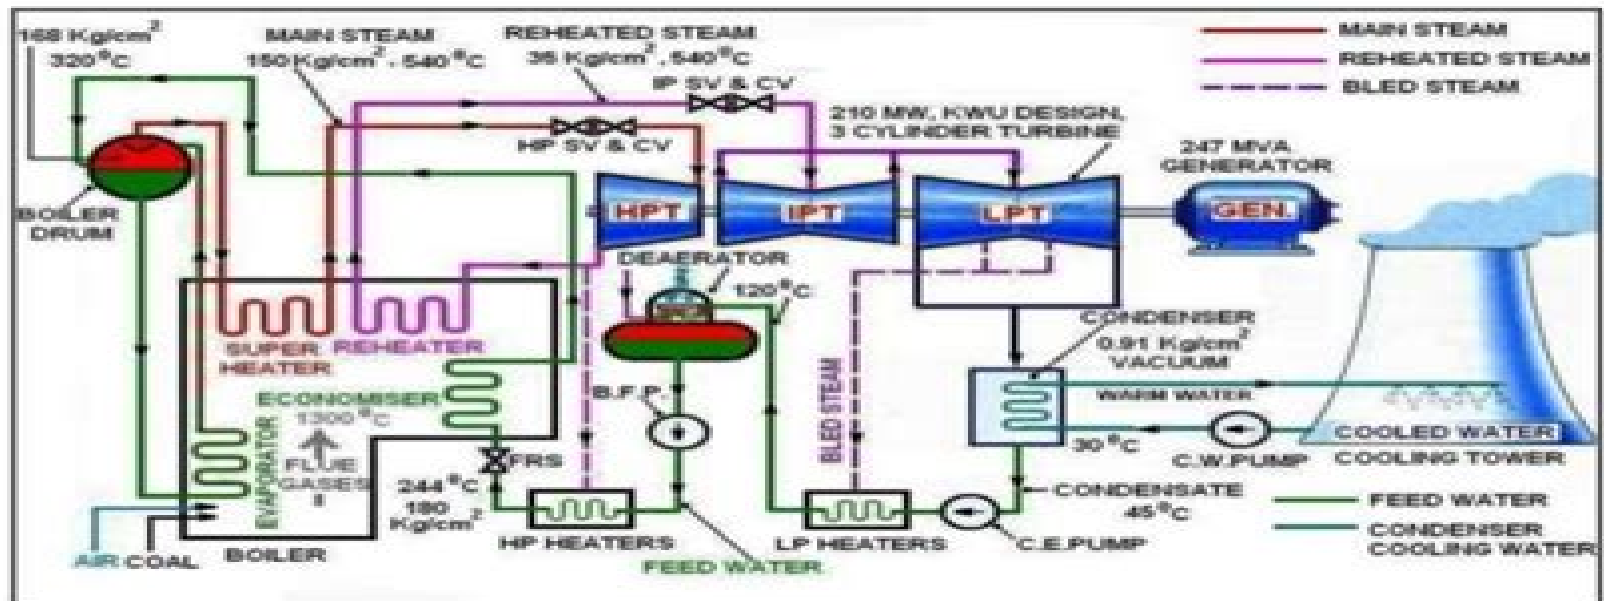 168 Kg/cm²
320°C
MAIN STEAM
150 Kg/cm², 540°C
REHEATED STEAM
35 Kg/cm², 540°C
IP SV & CV
HP SV & CV
MAIN STEAM
REHEATED STEAM
BLED STEAM
210 MW, KWU DESIGN,
3 CYLINDER TURBINE
247 MVA
GENERATOR
BOILER
DRUM
HPT
IPT
LPT
GEN.
DEAERATOR
120°C
SUPER
HEATER
REHEATER
ECONOMISER
1300°C
FLUE
GASES
EVAPORATOR
B.F.P.
FRS
244°C
180
Kg/cm²
BLED STEAM
CONDENSER
0.91 Kg/cm²
VACUUM
WARM WATER
30°C
C.W.PUMP
COOLED WATER
COOLING TOWER
CONDENSATE
45°C
AIR
COAL
BOILER
HP HEATERS
FEED WATER
LP HEATERS
C.E.PUMP
FEED WATER
CONDENSER
COOLING WATER